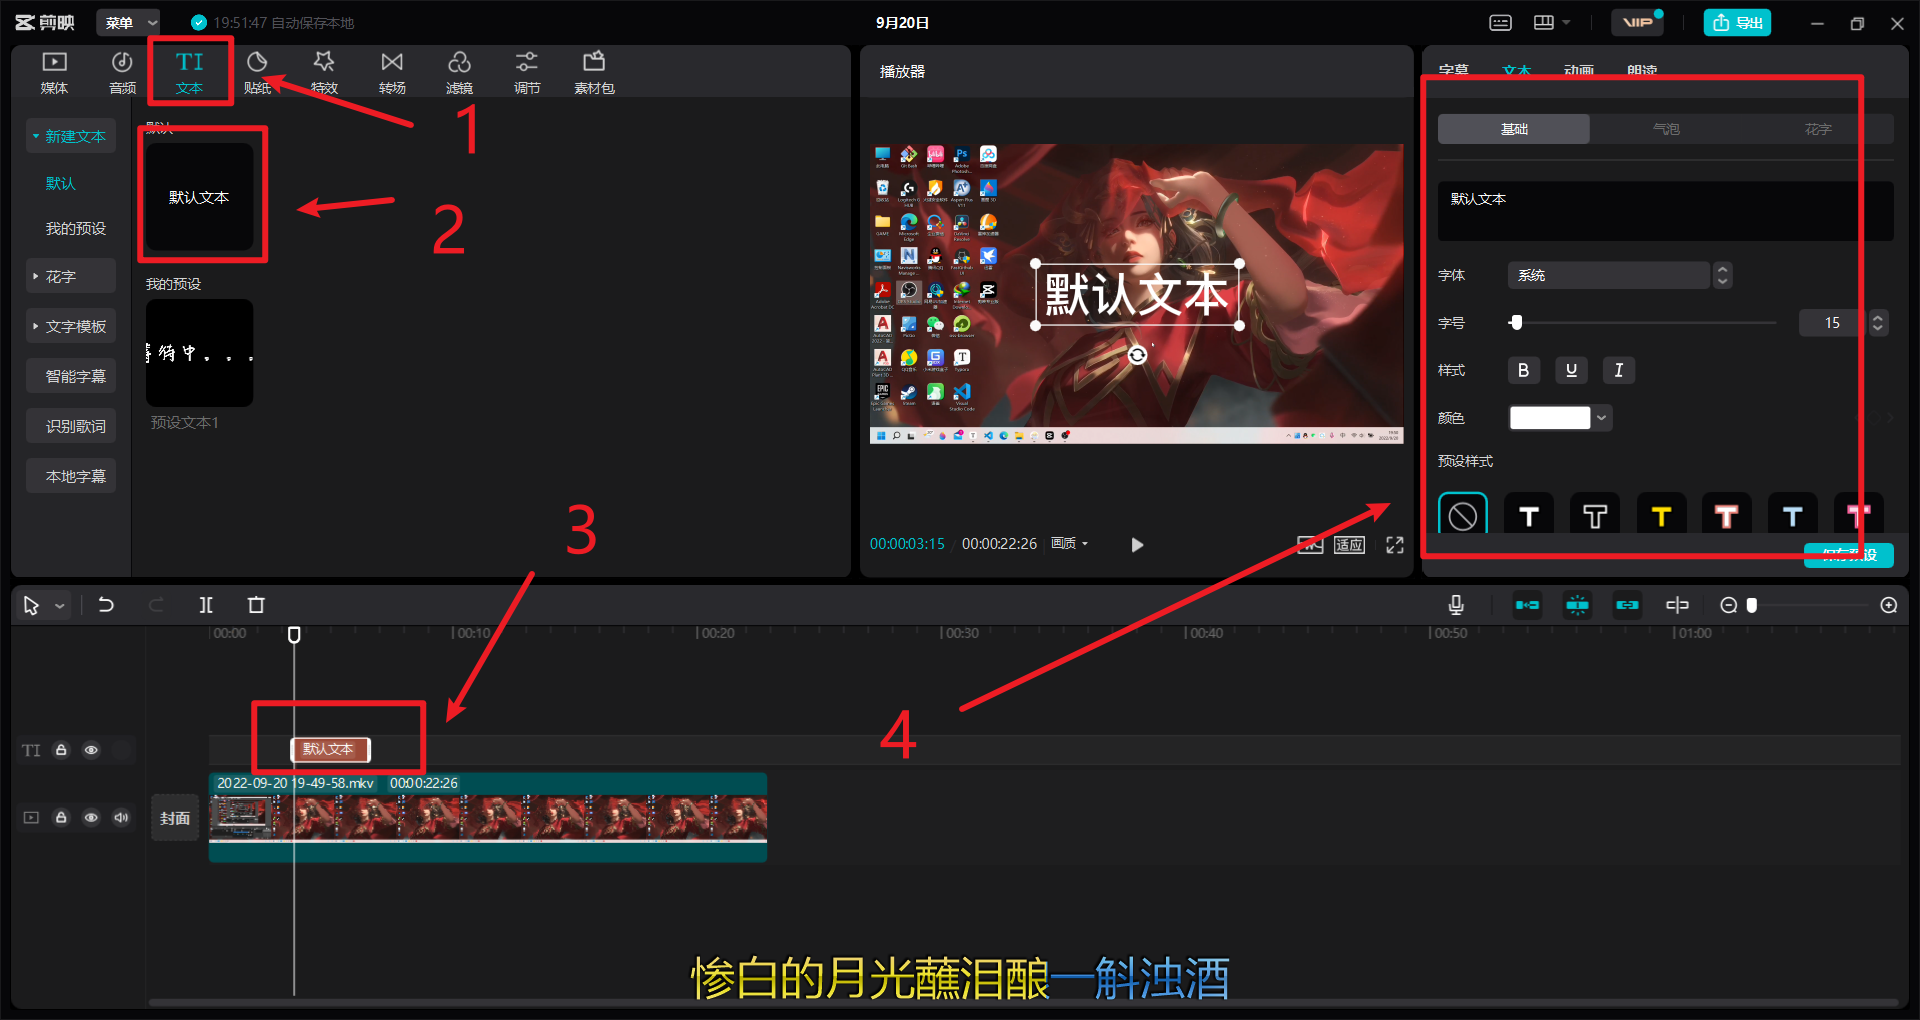 剪映
菜单
19:51:47 自动保存本地
9月20日
VIP
导出
媒体
音频
TI
文本
贴纸
特效
转场
滤镜
调节
素材包
1
新建文本
默认
我的预设
花字
文字模板
智能字幕
识别歌词
本地字幕
默认
默认文本
2
我的预设
等待中...
预设文本1
3
播放器
默认文本
00:00:03:15 / 00:00:22:26
画质
适应
4
字幕
文本
动画
朗读
基础
气泡
花字
默认文本
字体
系统
字号
15
样式
B U I
颜色
预设样式
T T T T T T
保存预设
00:00
00:10
00:20
00:30
00:40
00:50
01:00
TI
默认文本
2022-09-20 19-49-58.mkv 00:00:22:26
封面
惨白的月光蘸泪酿一斛浊酒